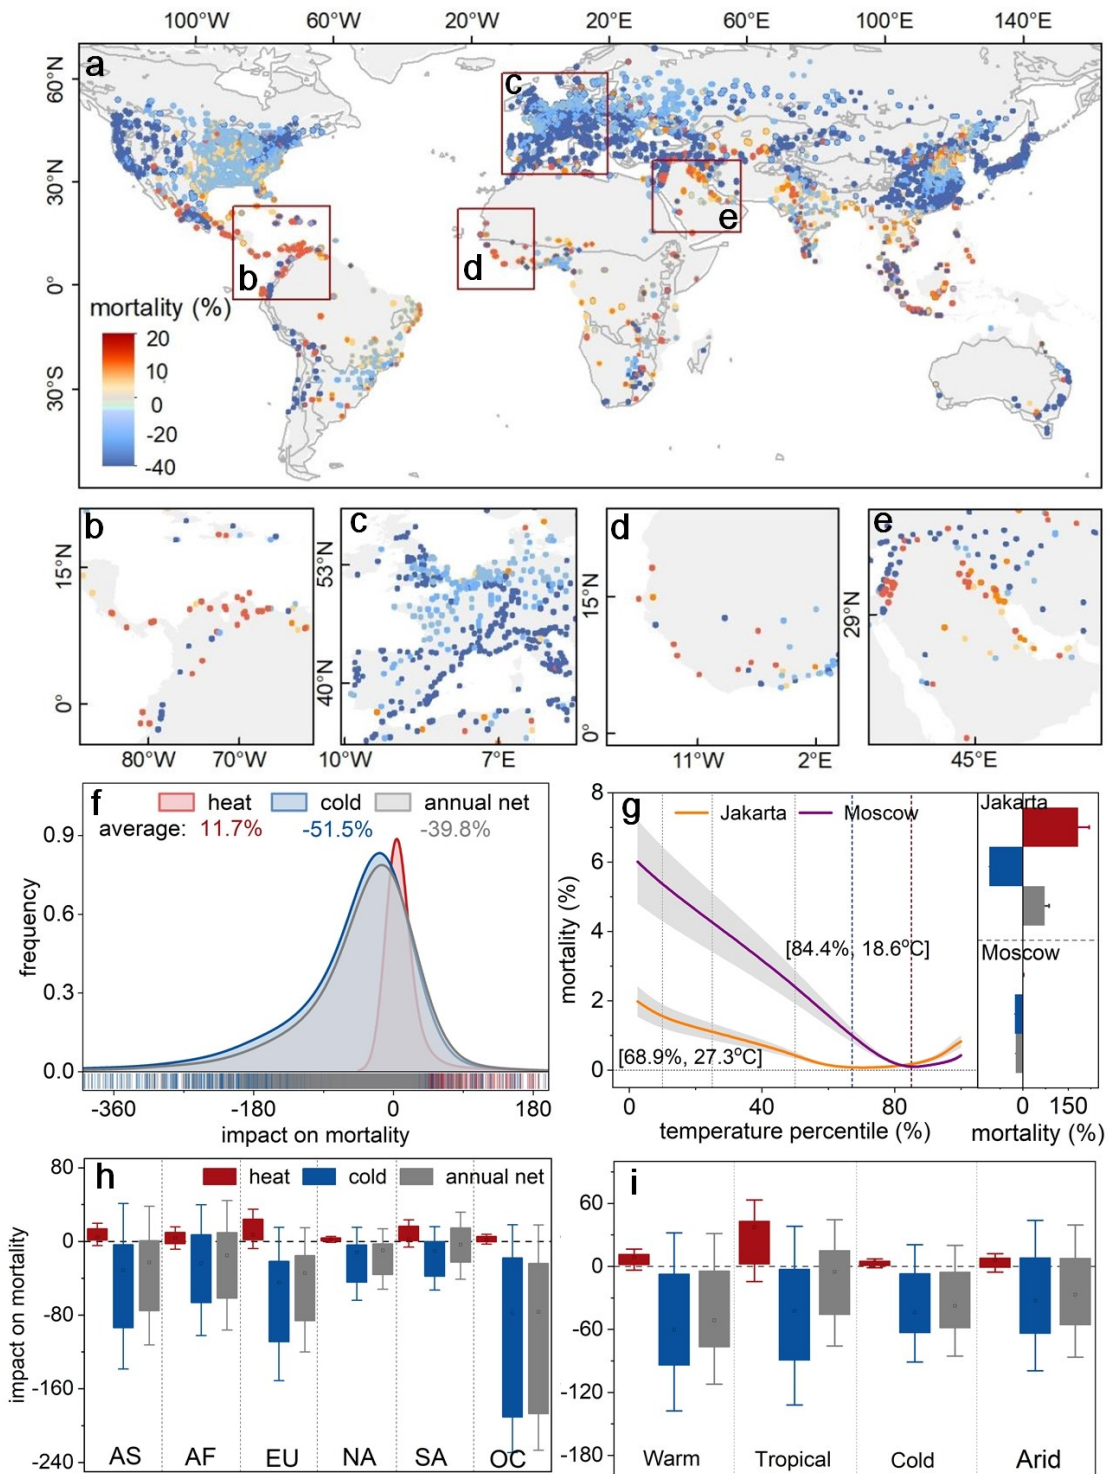 100°W 60°W 20°W 20°E 60°E 100°E 140°E
a
60°N
30°N
0°
30°S
c
e
b
d
mortality (%)
20
10
0
-20
-40
b
15°N
0°
80°W 70°W
c
53°N
40°N
10°W 7°E
d
15°N
0°
11°W 2°E
e
29°N
45°E
f
heat cold annual net
average: 11.7% -51.5% -39.8%
frequency
0.9
0.6
0.3
0.0
-360 -180 0 180
impact on mortality
g
Jakarta Moscow
mortality (%)
8
6
4
2
0
[84.4%, 18.6°C]
[68.9%, 27.3°C]
0 40 80
temperature percentile (%)
Jakarta
Moscow
0 150
mortality (%)
h
heat cold annual net
impact on mortality
80
0
-80
-160
-240
AS AF EU NA SA OC
i
60
0
-60
-120
-180
Warm Tropical Cold Arid